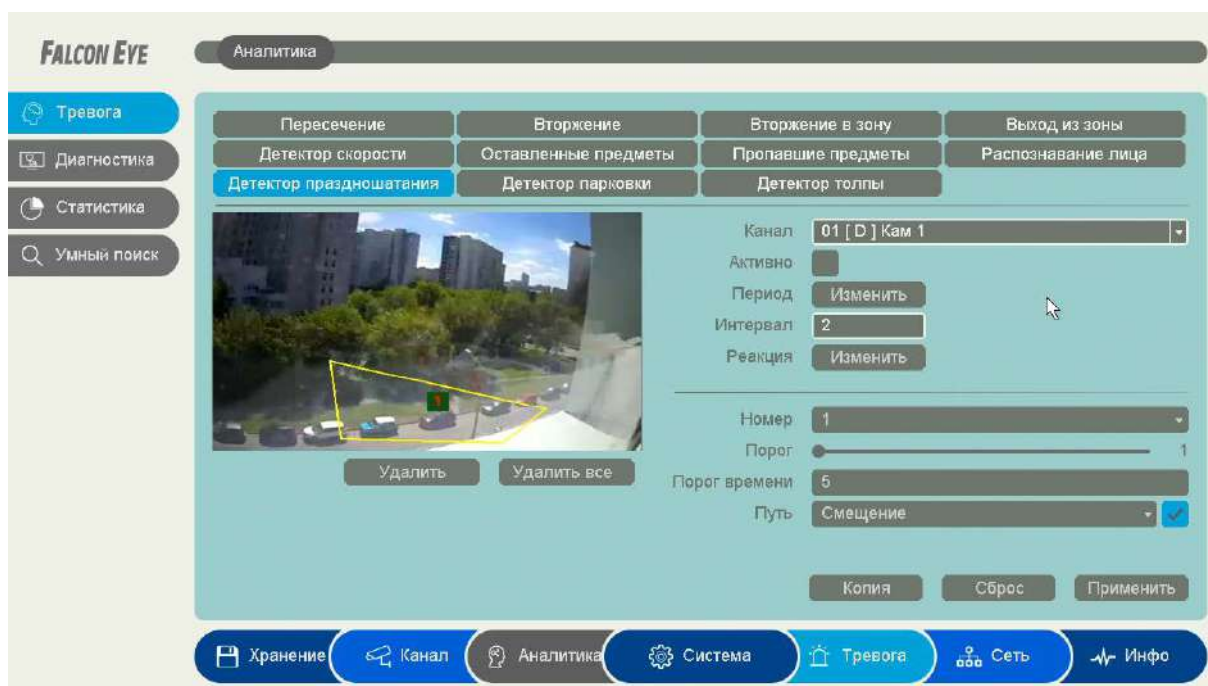 FALCON EYE
Аналитика
Тревога
Диагностика
Статистика
Умный поиск
Пересечение
Вторжение
Вторжение в зону
Выход из зоны
Детектор скорости
Оставленные предметы
Пропавшие предметы
Распознавание лица
Детектор праздношатания
Детектор парковки
Детектор толпы
Канал 01 [ D ] Кам 1
Активно
Период Изменить
Интервал 2
Реакция Изменить
1
Номер 1
Порог 1
Порог времени 5
Путь Смещение
Удалить
Удалить все
Копия
Сброс
Применить
Хранение
Канал
Аналитика
Система
Тревога
Сеть
Инфо